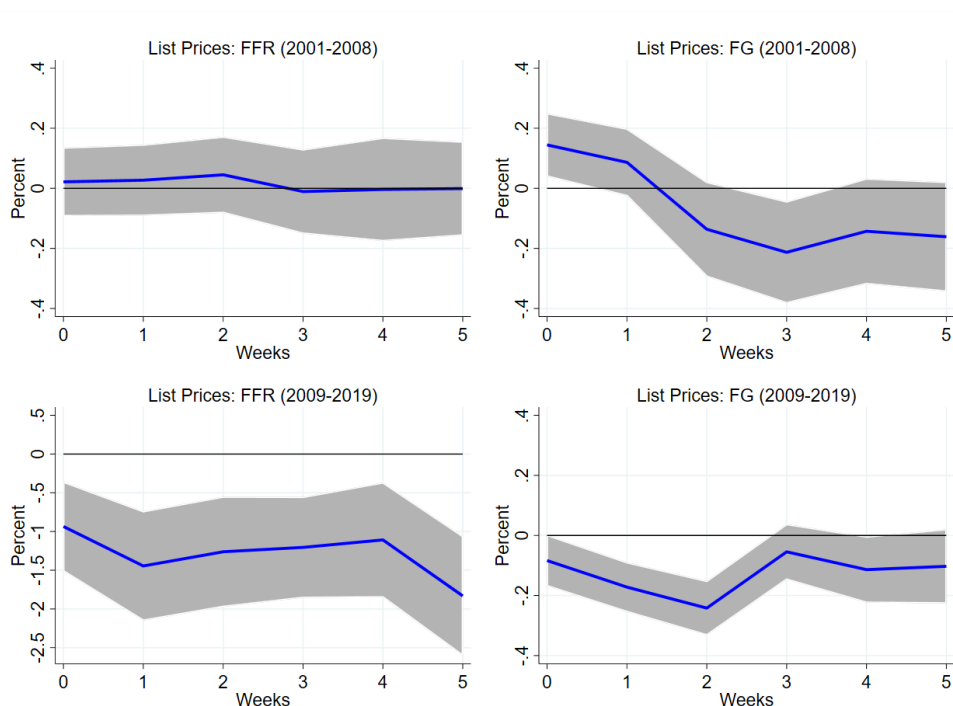 List Prices: FFR (2001-2008)
Percent
.4
.2
0
-.2
-.4
0 1 2 3 4 5
Weeks
List Prices: FG (2001-2008)
Percent
.4
.2
0
-.2
-.4
0 1 2 3 4 5
Weeks
List Prices: FFR (2009-2019)
Percent
.5
0
-.5
-1
-1.5
-2
-2.5
0 1 2 3 4 5
Weeks
List Prices: FG (2009-2019)
Percent
.4
.2
0
-.2
-.4
0 1 2 3 4 5
Weeks